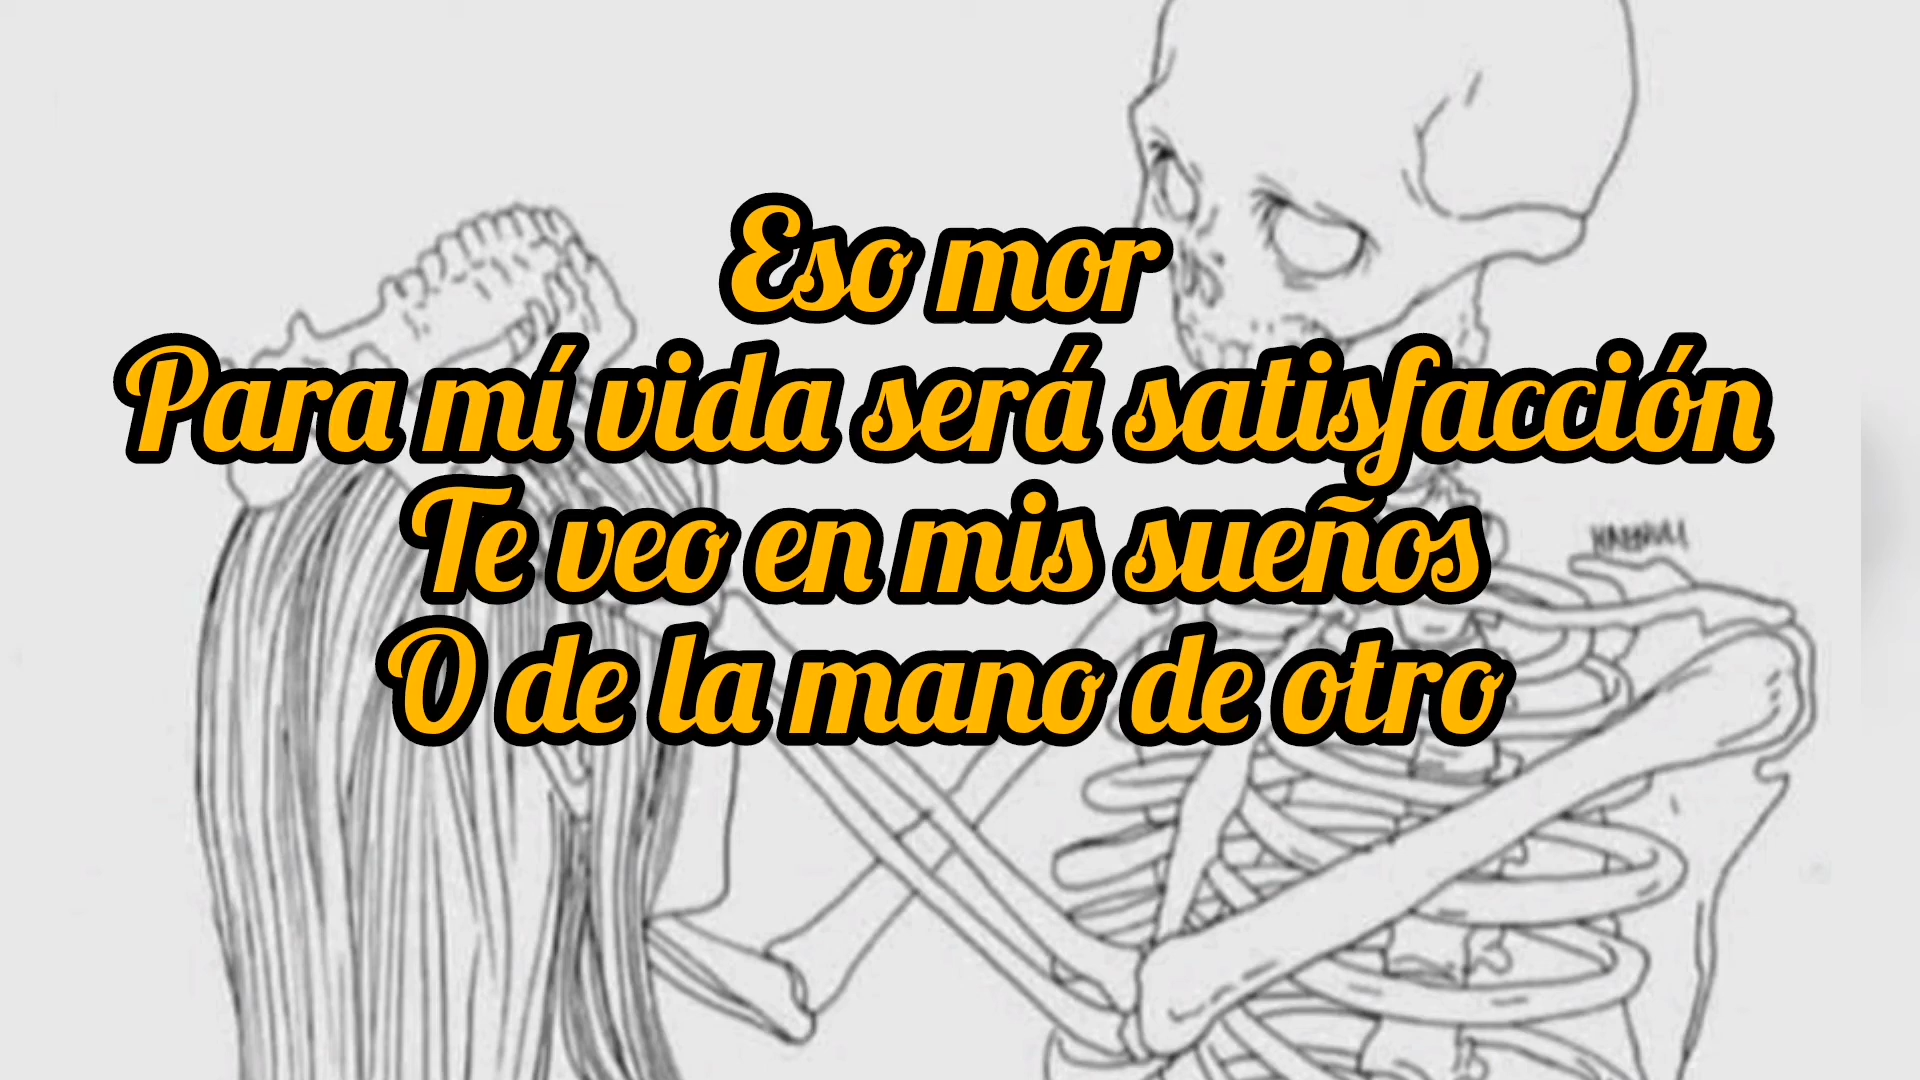 Eso mor
Para mí vida será satisfacción
Te veo en mis sueños
O de la mano de otro